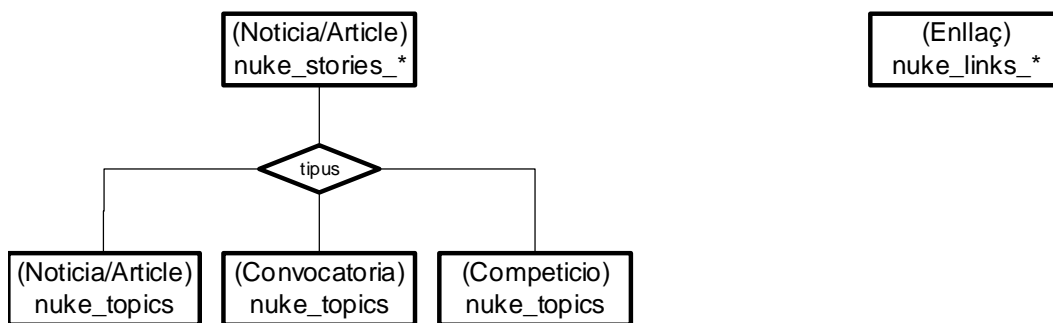 (Noticia/Article)
nuke_stories_*
(Enllaç)
nuke_links_*
tipus
(Noticia/Article)
nuke_topics
(Convocatoria)
nuke_topics
(Competicio)
nuke_topics